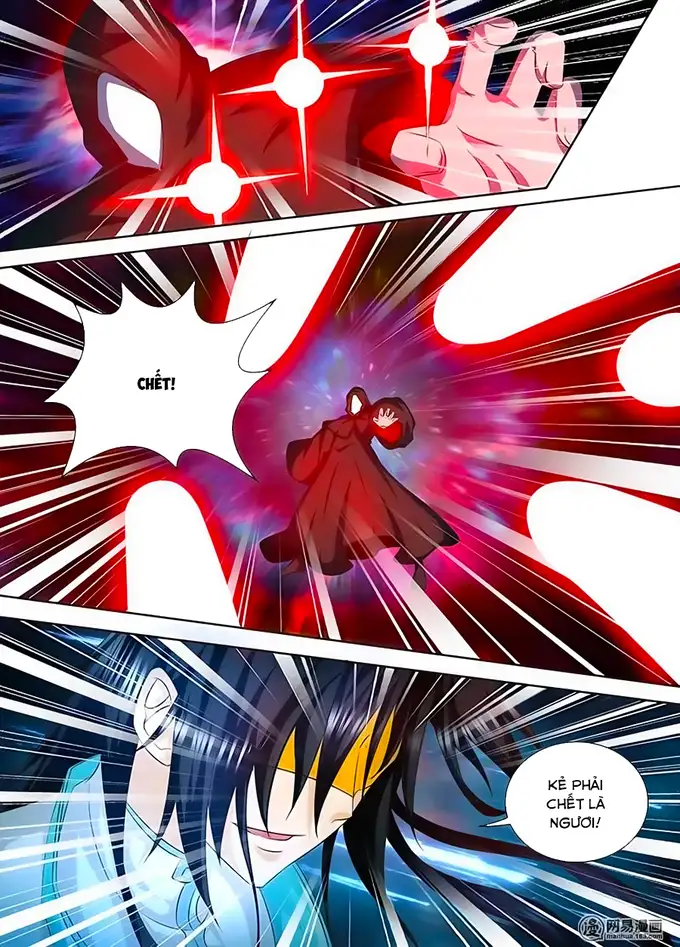 CHẾT!
KẺ PHẢI
CHẾT LÀ
NGƯƠI!
网易漫画
manhua.163.com